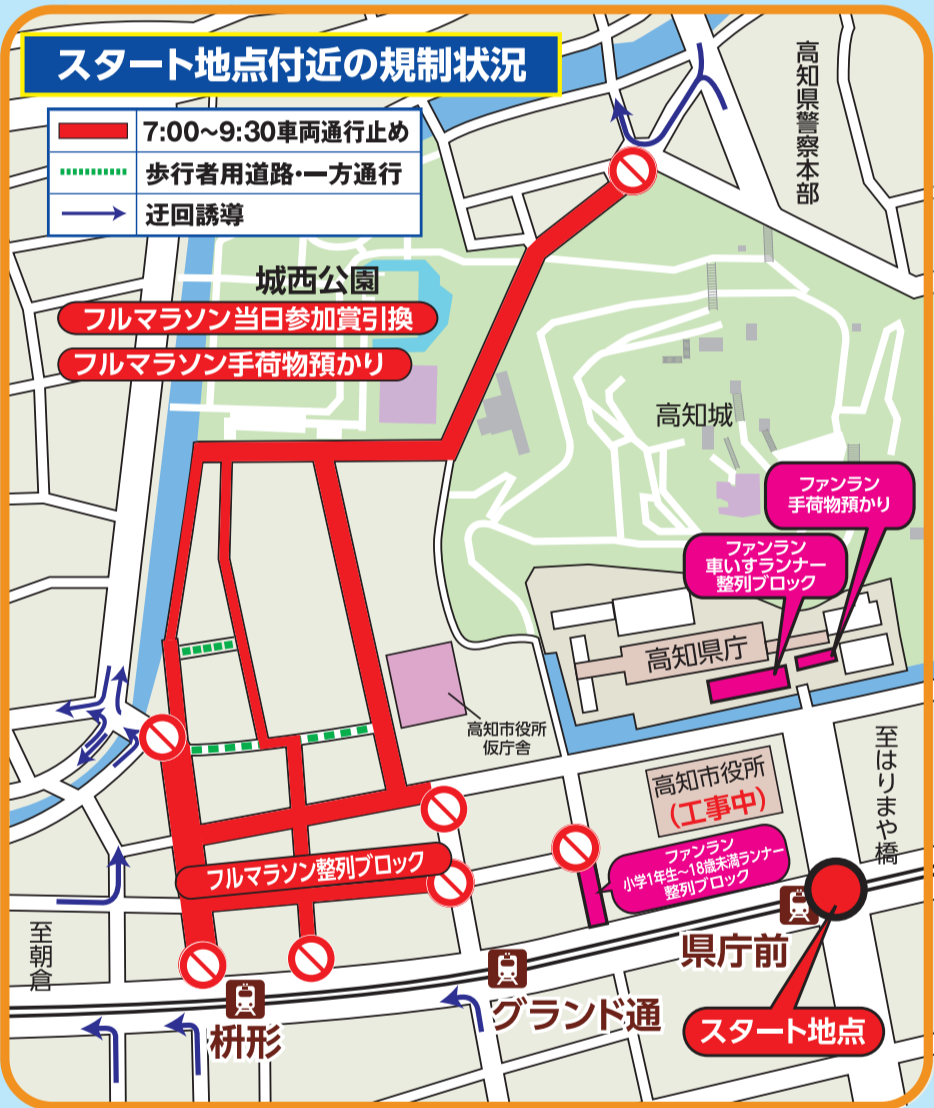 スタート地点付近の規制状況
7:00〜9:30車両通行止め
歩行者用道路・一方通行
迂回誘導
高知県警察本部
城西公園
フルマラソン当日参加賞引換
フルマラソン手荷物預かり
高知城
ファンラン
手荷物預かり
ファンラン
車いすランナー
整列ブロック
高知県庁
高知市役所
仮庁舎
至はりまや橋
高知市役所
(工事中)
ファンラン
小学1年生〜18歳未満ランナー
整列ブロック
フルマラソン整列ブロック
至朝倉
県庁前
グランド通
枡形
スタート地点